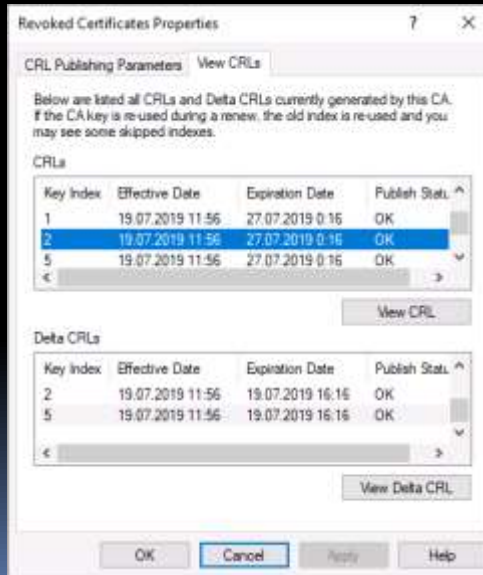 Revoked Certificates Properties ? ×
CRL Publishing Parameters View CRLs
Below are listed all CRLs and Delta CRLs currently generated by this CA.
If the CA key is re-used during a renew, the old index is re-used and you
may see some skipped indexes.
CRLs
Key Index Effective Date Expiration Date Publish Statu
1 19.07.2019 11:56 27.07.2019 0:16 OK
2 19.07.2019 11:56 27.07.2019 0:16 OK
5 19.07.2019 11:56 27.07.2019 0:16 OK
View CRL
Delta CRLs
Key Index Effective Date Expiration Date Publish Statu
2 19.07.2019 11:56 19.07.2019 16:16 OK
5 19.07.2019 11:56 19.07.2019 16:16 OK
View Delta CRL
OK Cancel Apply Help